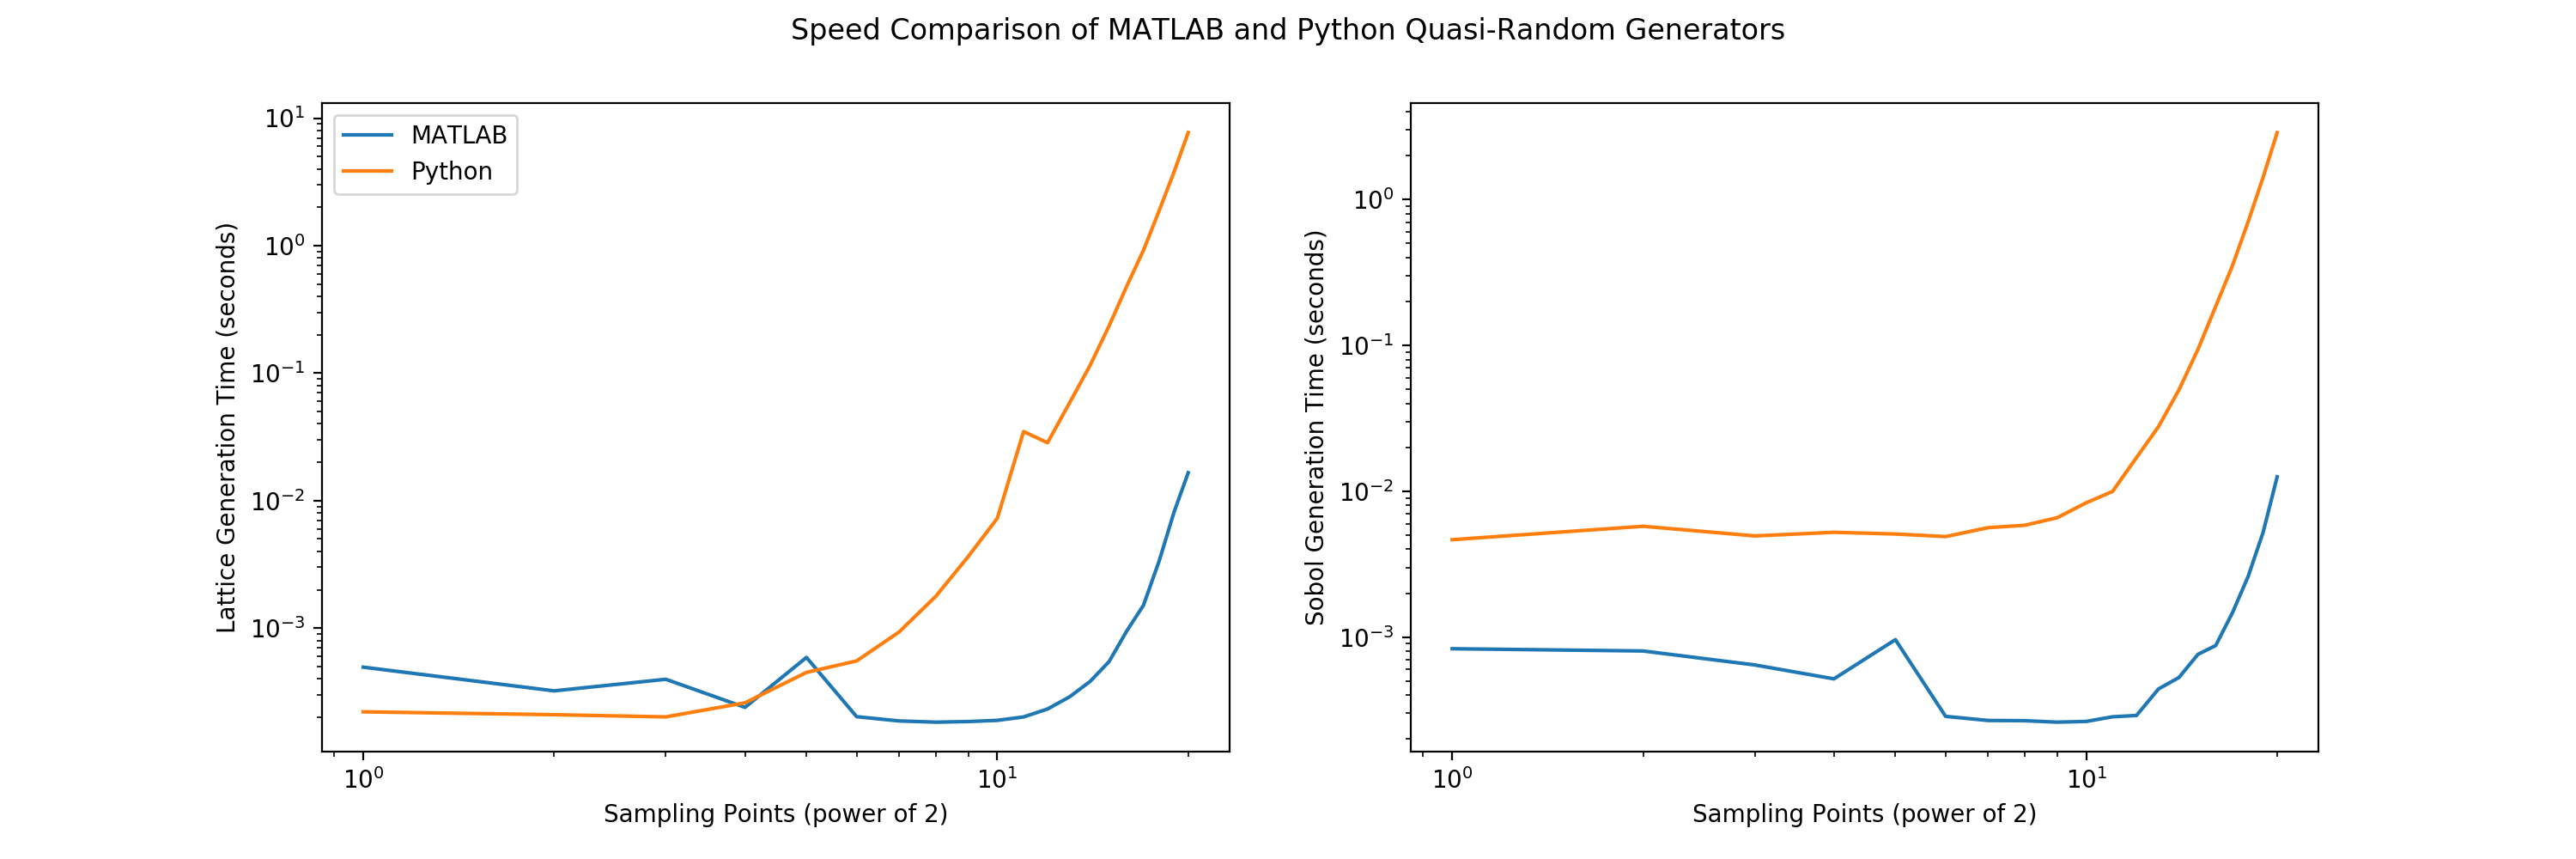 Speed Comparison of MATLAB and Python Quasi-Random Generators
MATLAB
Python
10¹
10⁰
10⁻¹
10⁻²
10⁻³
Lattice Generation Time (seconds)
10⁰
10¹
Sampling Points (power of 2)
10⁰
10⁻¹
10⁻²
10⁻³
Sobol Generation Time (seconds)
10⁰
10¹
Sampling Points (power of 2)